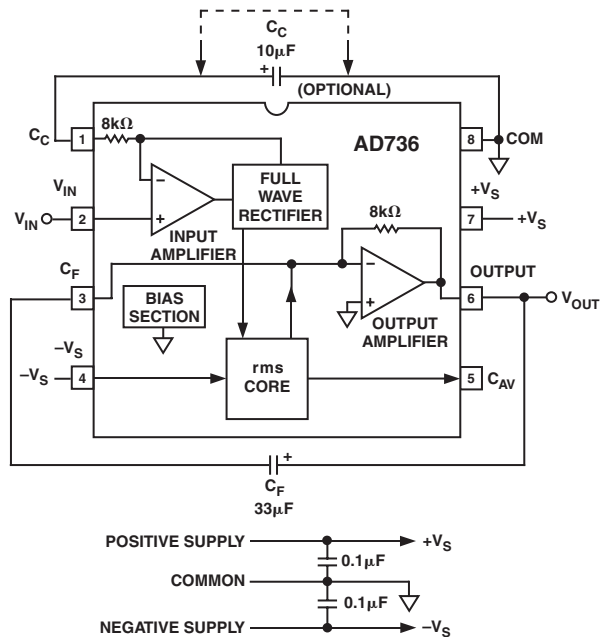 C_C
10µF
+
(OPTIONAL)
8kΩ
C_C
1
AD736
8
COM
V_IN
–
+
FULL
WAVE
RECTIFIER
+V_S
V_IN
2
8kΩ
7
+V_S
INPUT
AMPLIFIER
C_F
–
OUTPUT
3
BIAS
SECTION
+
6
V_OUT
OUTPUT
AMPLIFIER
–V_S
–V_S
4
rms
CORE
5
C_AV
+
C_F
33µF
POSITIVE SUPPLY
+V_S
0.1µF
COMMON
0.1µF
NEGATIVE SUPPLY
–V_S